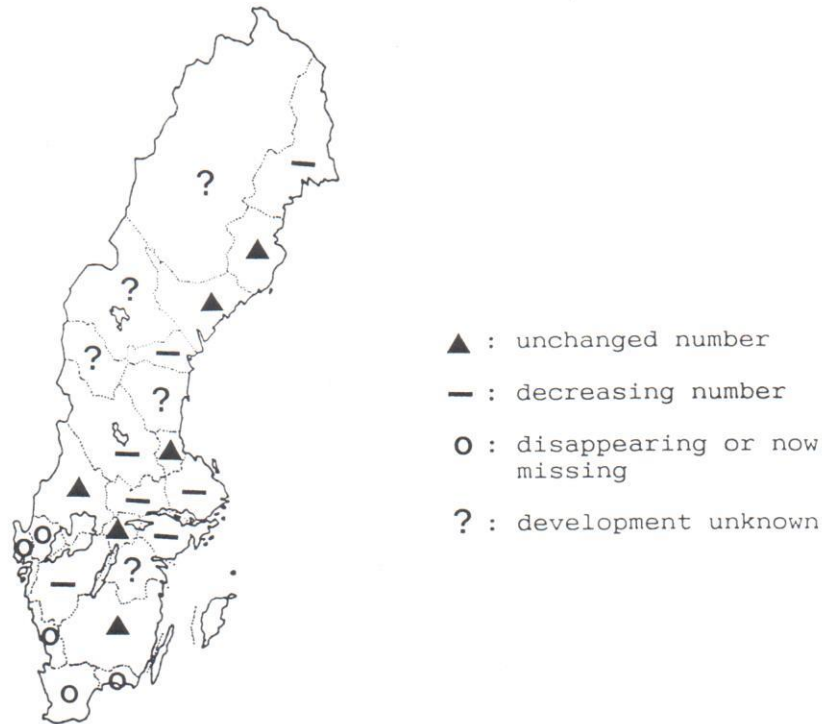 ?
?
?
?
o
o
?
o
o
o
▲ : unchanged number
— : decreasing number
o : disappearing or now
missing
? : development unknown